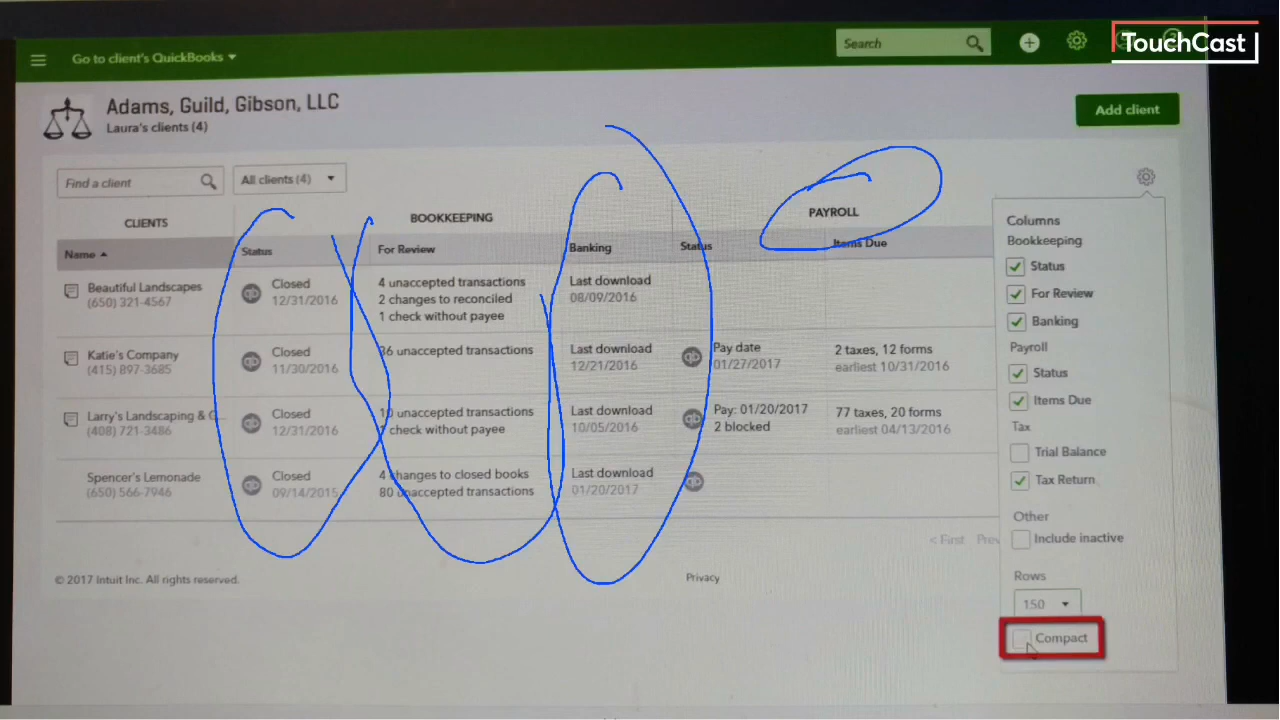 TouchCast
Go to client's QuickBooks
Search
Adams, Guild, Gibson, LLC
Laura's clients (4)
Add client
Find a client
All clients (4)
CLIENTS BOOKKEEPING PAYROLL
Name Status For Review Banking Status Items Due
Beautiful Landscapes
(650) 321-4567
Closed
12/31/2016
4 unaccepted transactions
2 changes to reconciled
1 check without payee
Last download
08/09/2016
Katie's Company
(415) 897-3685
Closed
11/30/2016
36 unaccepted transactions
Last download
12/21/2016
Pay date
01/27/2017
2 taxes, 12 forms
earliest 10/31/2016
Larry's Landscaping & G...
(408) 721-3486
Closed
12/31/2016
10 unaccepted transactions
check without payee
Last download
10/05/2016
Pay: 01/20/2017
2 blocked
77 taxes, 20 forms
earliest 04/13/2016
Spencer's Lemonade
(650) 566-7946
Closed
09/14/2015
4 changes to closed books
80 unaccepted transactions
Last download
01/20/2017
< First Prev
© 2017 Intuit Inc. All rights reserved.
Privacy
Columns
Bookkeeping
Status
For Review
Banking
Payroll
Status
Items Due
Tax
Trial Balance
Tax Return
Other
Include inactive
Rows
150
Compact